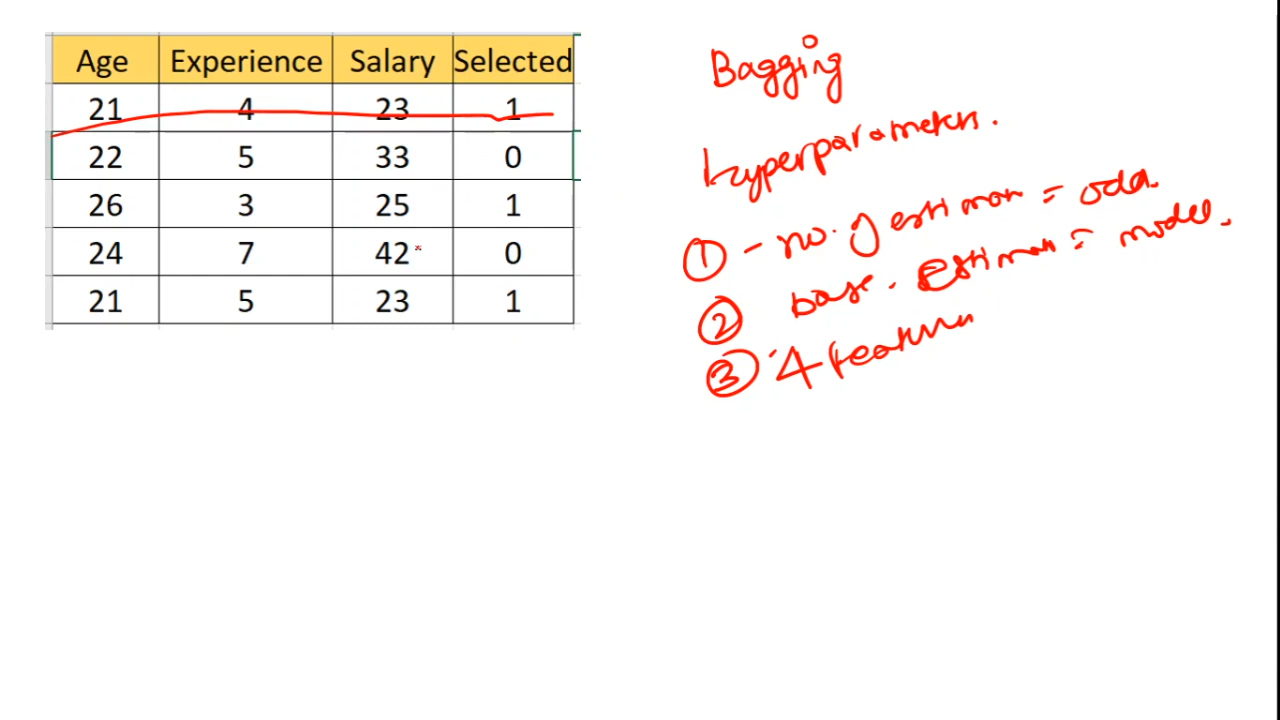 Age Experience Salary Selected
21 4 23 1
22 5 33 0
26 3 25 1
24 7 42 0
21 5 23 1
Bagging
Hyperparameters.
① - no. of estimators = odd.
② base. estimators = model.
③ 4 features